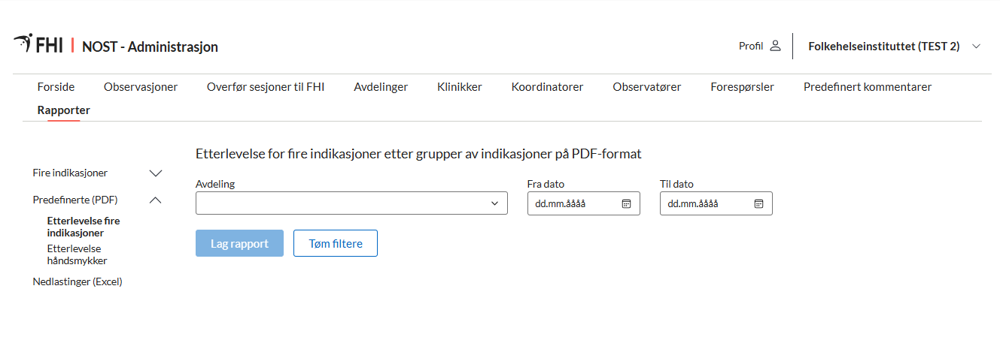 FHI NOST - Administrasjon
Profil
Folkehelseinstituttet (TEST 2)
Forside Observasjoner Overfør sesjoner til FHI Avdelinger Klinikker Koordinatorer Observatører Forespørsler Predefinert kommentarer
Rapporter
Fire indikasjoner
Predefinerte (PDF)
Etterlevelse fire
indikasjoner
Etterlevelse
håndsmykker
Nedlastinger (Excel)
Etterlevelse for fire indikasjoner etter grupper av indikasjoner på PDF-format
Avdeling Fra dato Til dato
dd.mm.åååå dd.mm.åååå
Lag rapport Tøm filtere